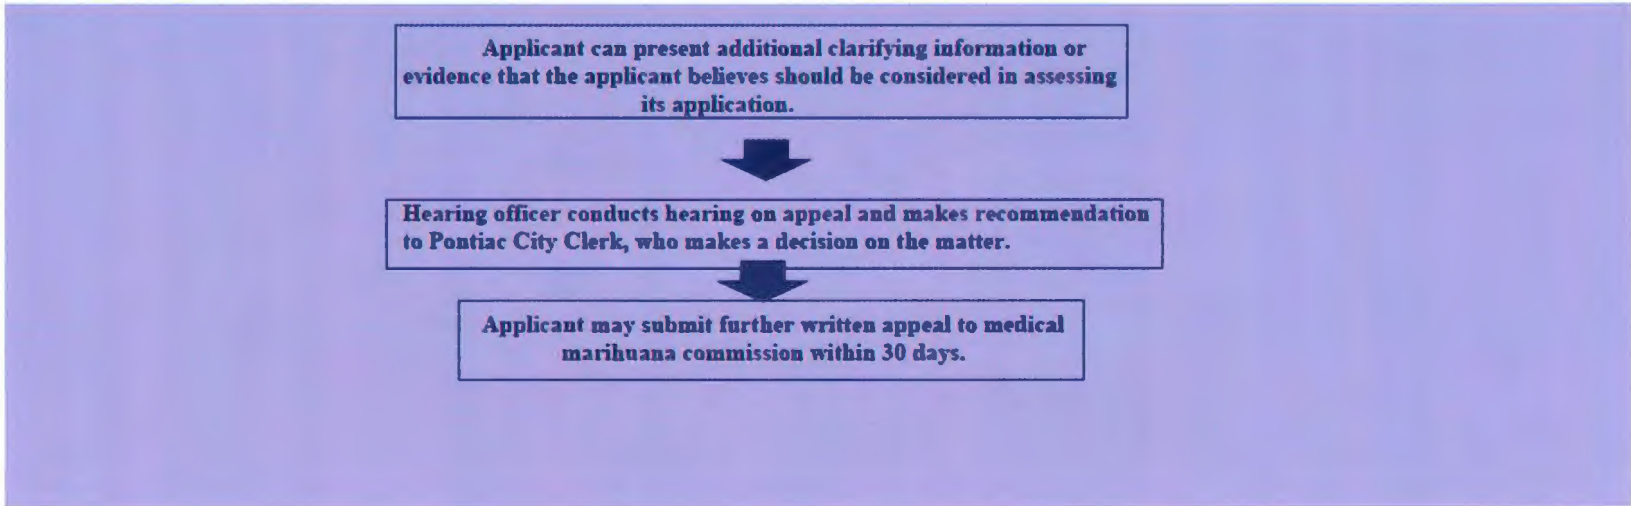 Applicant can present additional clarifying information or
evidence that the applicant believes should be considered in assessing
its application.
Hearing officer conducts hearing on appeal and makes recommendation
to Pontiac City Clerk, who makes a decision on the matter.
Applicant may submit further written appeal to medical
marihuana commission within 30 days.